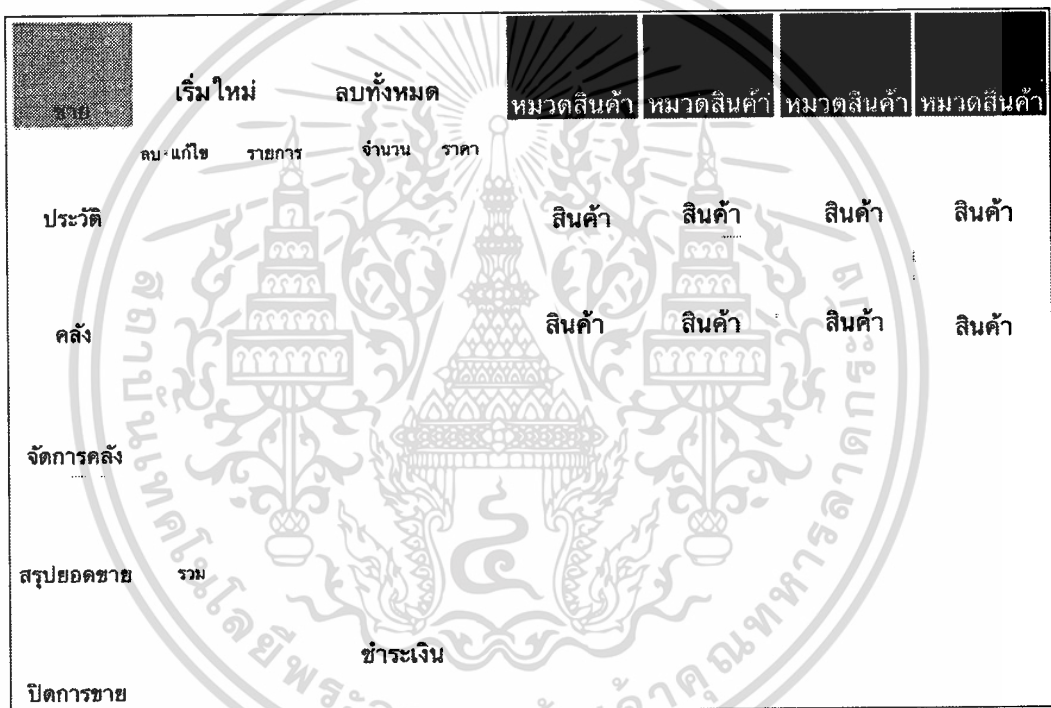 ขาย
เริ่มใหม่ ลบทั้งหมด
หมวดสินค้า หมวดสินค้า หมวดสินค้า หมวดสินค้า
ลบ แก้ไข รายการ จำนวน ราคา
ประวัติ
สินค้า สินค้า สินค้า สินค้า
คลัง
สินค้า สินค้า สินค้า สินค้า
จัดการคลัง
สรุปยอดขาย รวม
ชำระเงิน
ปิดการขาย